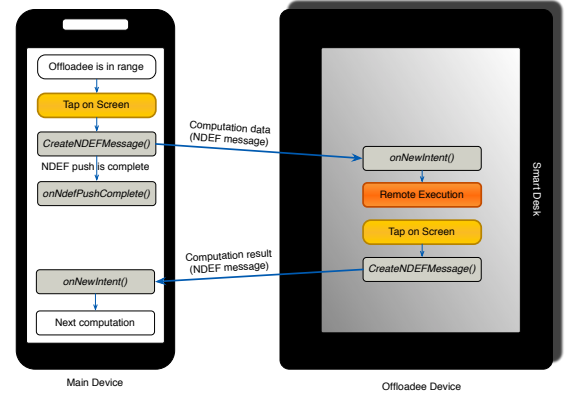 Offloadee is in range
Tap on Screen
CreateNDEFMessage()
NDEF push is complete
onNdefPushComplete()
onNewIntent()
Next computation
Main Device
Computation data
(NDEF message)
Computation result
(NDEF message)
onNewIntent()
Remote Execution
Tap on Screen
CreateNDEFMessage()
Smart Desk
Offloadee Device